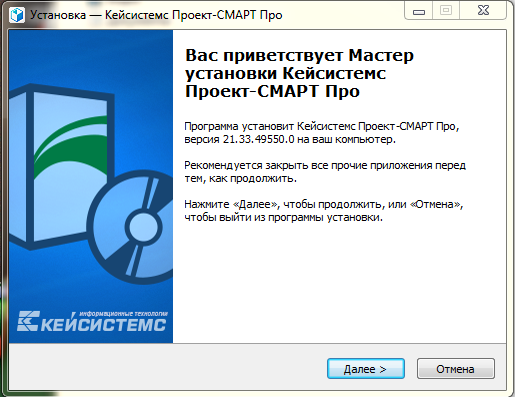 Установка — Кейсистемс Проект-СМАРТ Про
Вас приветствует Мастер
установки Кейсистемс
Проект-СМАРТ Про
Программа установит Кейсистемс Проект-СМАРТ Про,
версия 21.33.49550.0 на ваш компьютер.
Рекомендуется закрыть все прочие приложения перед
тем, как продолжить.
Нажмите «Далее», чтобы продолжить, или «Отмена»,
чтобы выйти из программы установки.
информационные технологии
КЕЙСИСТЕМС
Далее >
Отмена